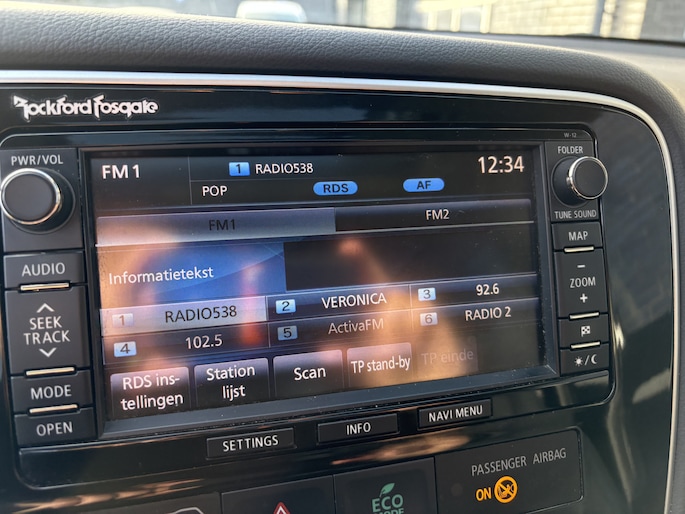 Rockford Fosgate
W-12
PWR/VOL
FOLDER
FM1
1 RADIO538
12:34
POP
RDS
AF
TUNE SOUND
FM1
FM2
AUDIO
MAP
Informatietekst
SEEK
TRACK
−
ZOOM
+
1 RADIO538
2 VERONICA
3 92.6
4 102.5
5 ActivaFM
6 RADIO 2
MODE
RDS ins-
tellingen
Station
lijst
Scan
TP stand-by
TP einde
OPEN
SETTINGS
INFO
NAVI MENU
ECO
MODE
PASSENGER AIRBAG
ON